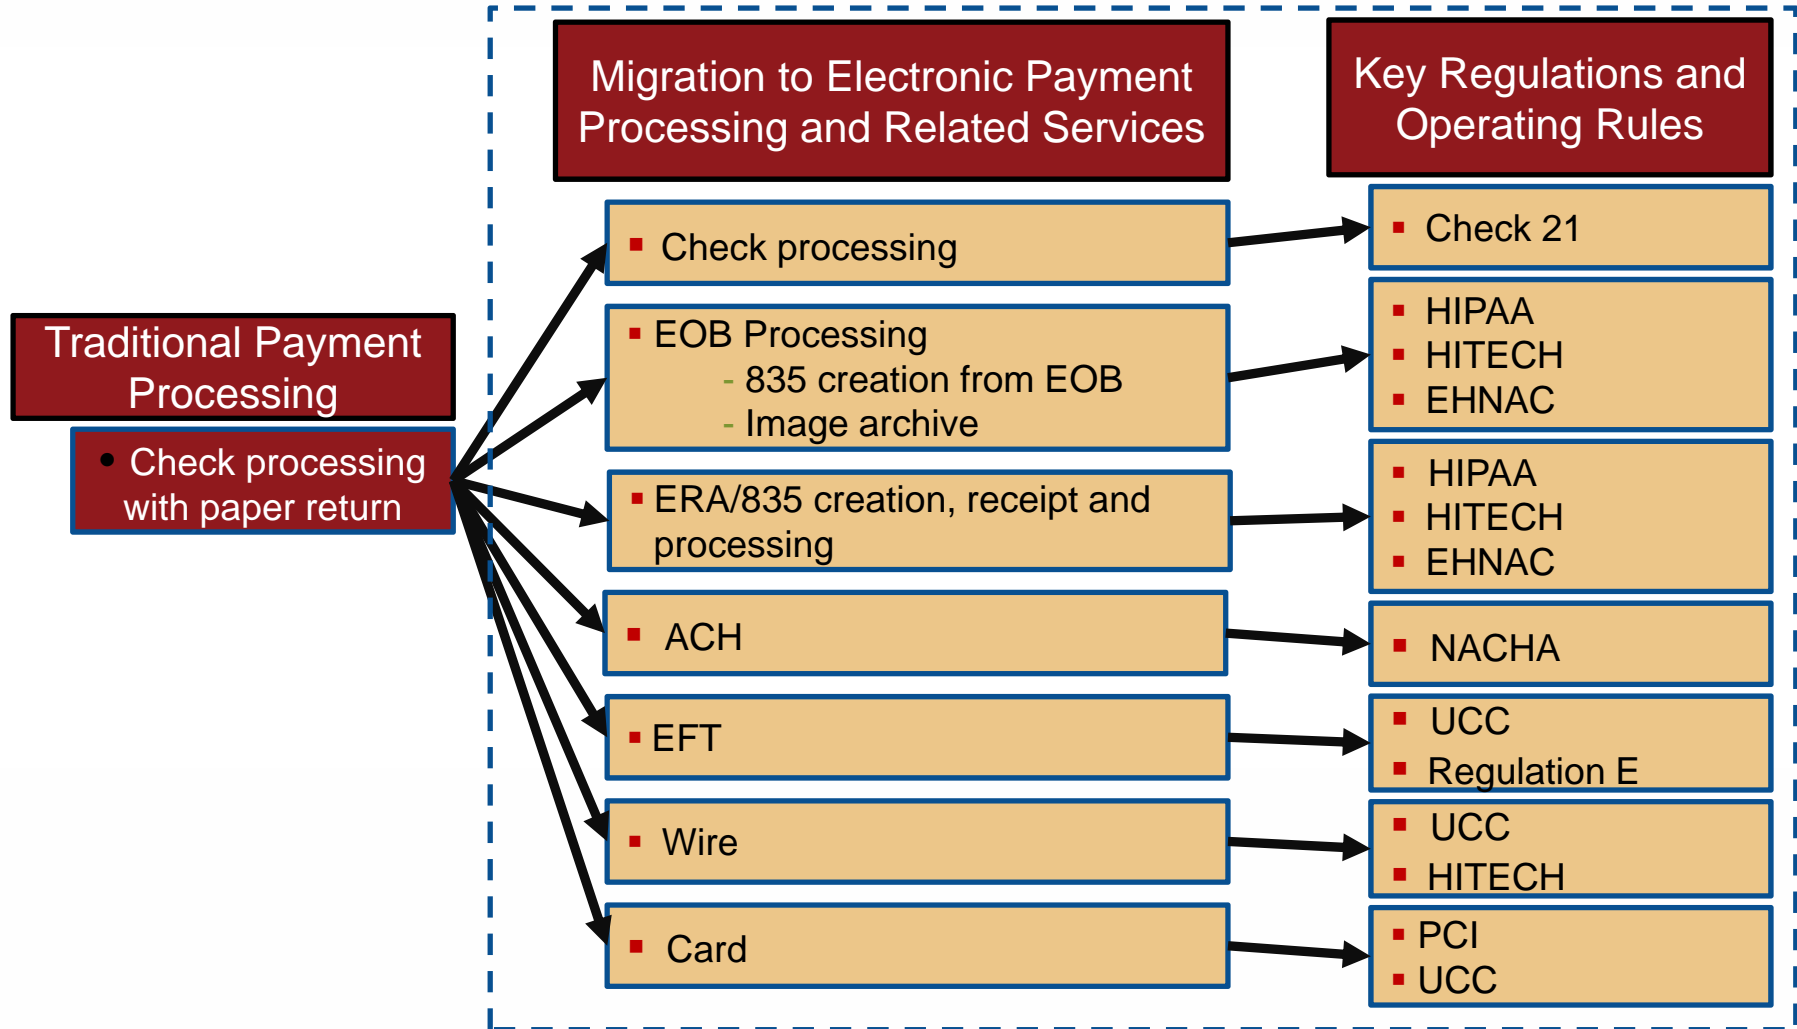 Migration to Electronic Payment
Processing and Related Services
Key Regulations and
Operating Rules
Traditional Payment
Processing
• Check processing
with paper return
▪ Check processing
▪ Check 21
▪ EOB Processing
- 835 creation from EOB
- Image archive
▪ HIPAA
▪ HITECH
▪ EHNAC
▪ ERA/835 creation, receipt and
processing
▪ HIPAA
▪ HITECH
▪ EHNAC
▪ ACH
▪ NACHA
▪ EFT
▪ UCC
▪ Regulation E
▪ Wire
▪ UCC
▪ HITECH
▪ Card
▪ PCI
▪ UCC